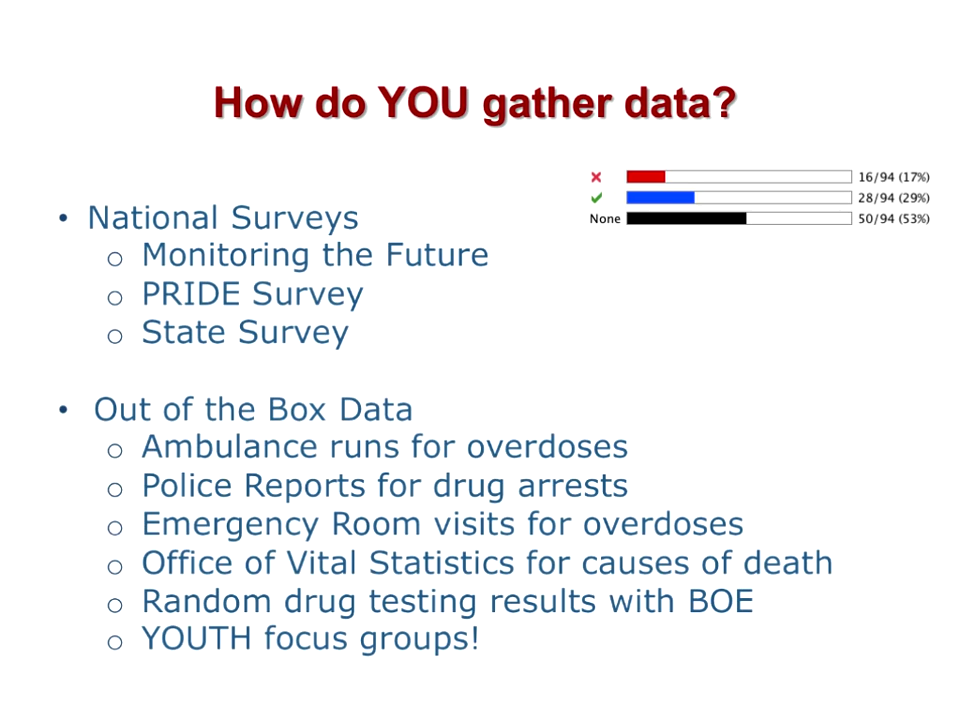 How do YOU gather data?
✗ 16/94 (17%)
✓ 28/94 (29%)
None 50/94 (53%)
• National Surveys
o Monitoring the Future
o PRIDE Survey
o State Survey
• Out of the Box Data
o Ambulance runs for overdoses
o Police Reports for drug arrests
o Emergency Room visits for overdoses
o Office of Vital Statistics for causes of death
o Random drug testing results with BOE
o YOUTH focus groups!